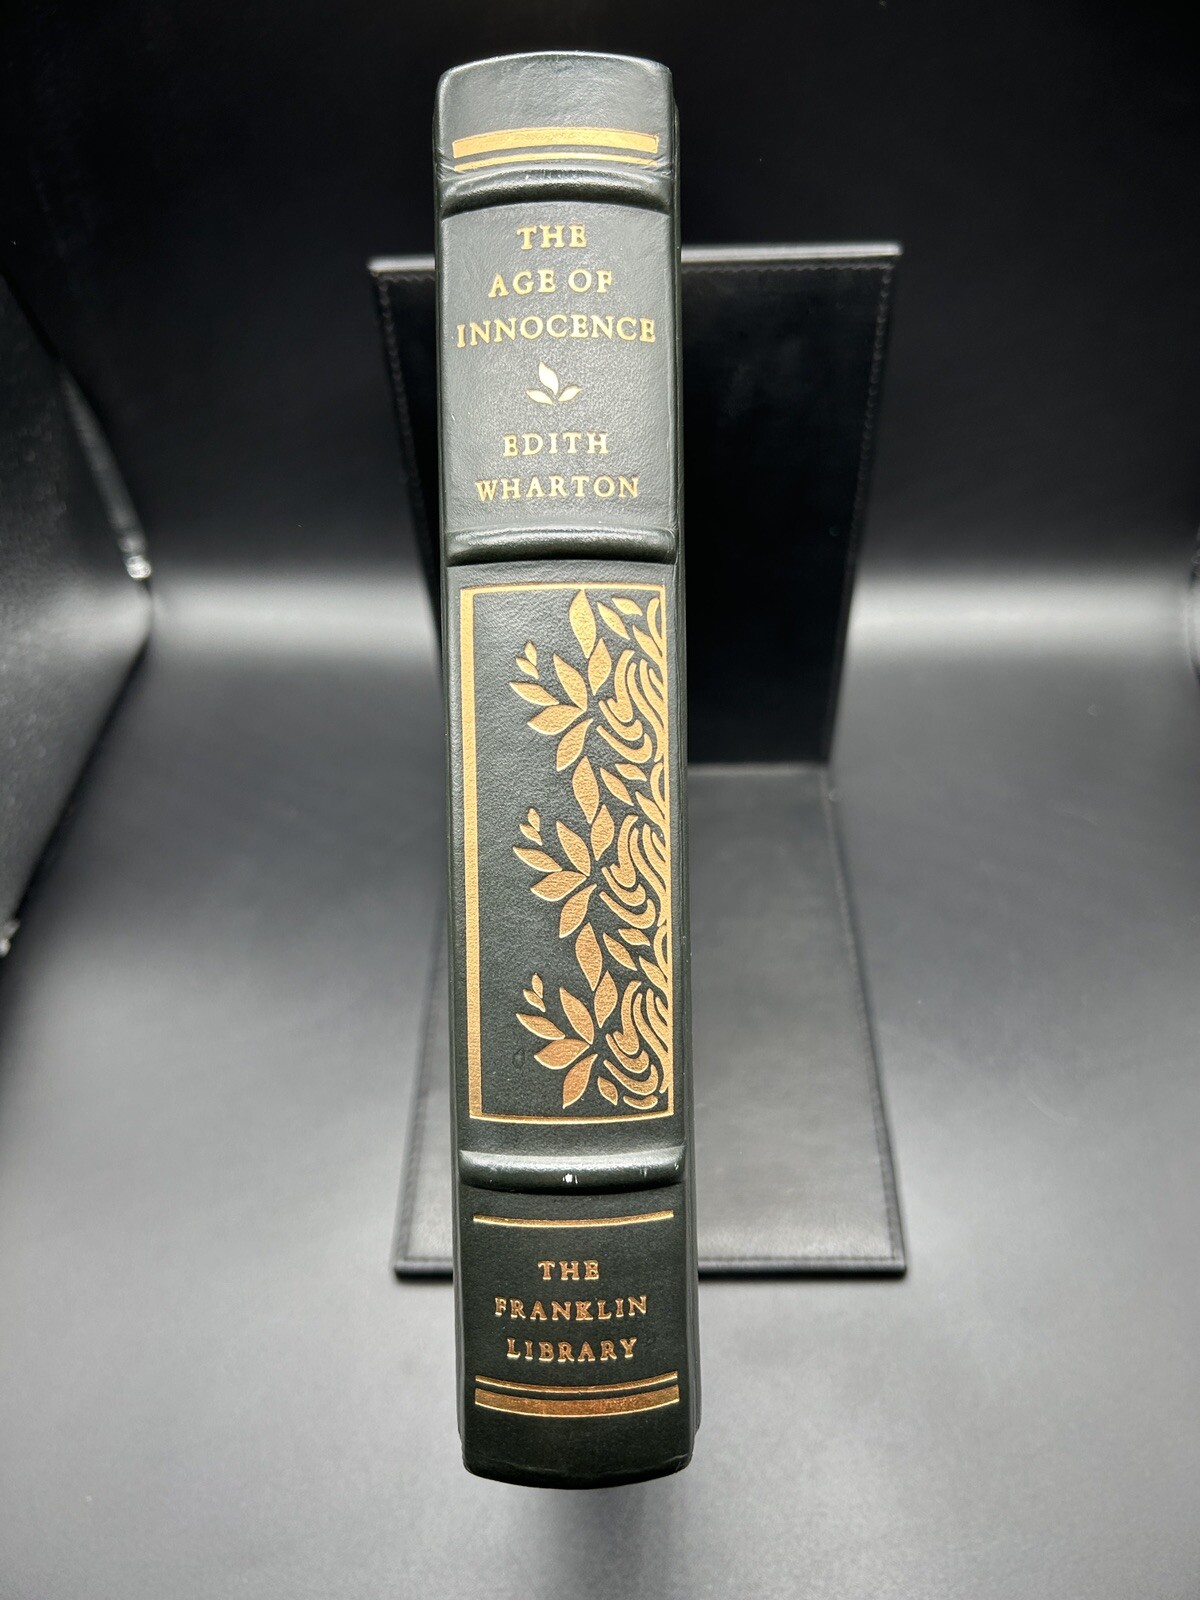 THE
AGE OF
INNOCENCE
EDITH
WHARTON
THE
FRANKLIN
LIBRARY